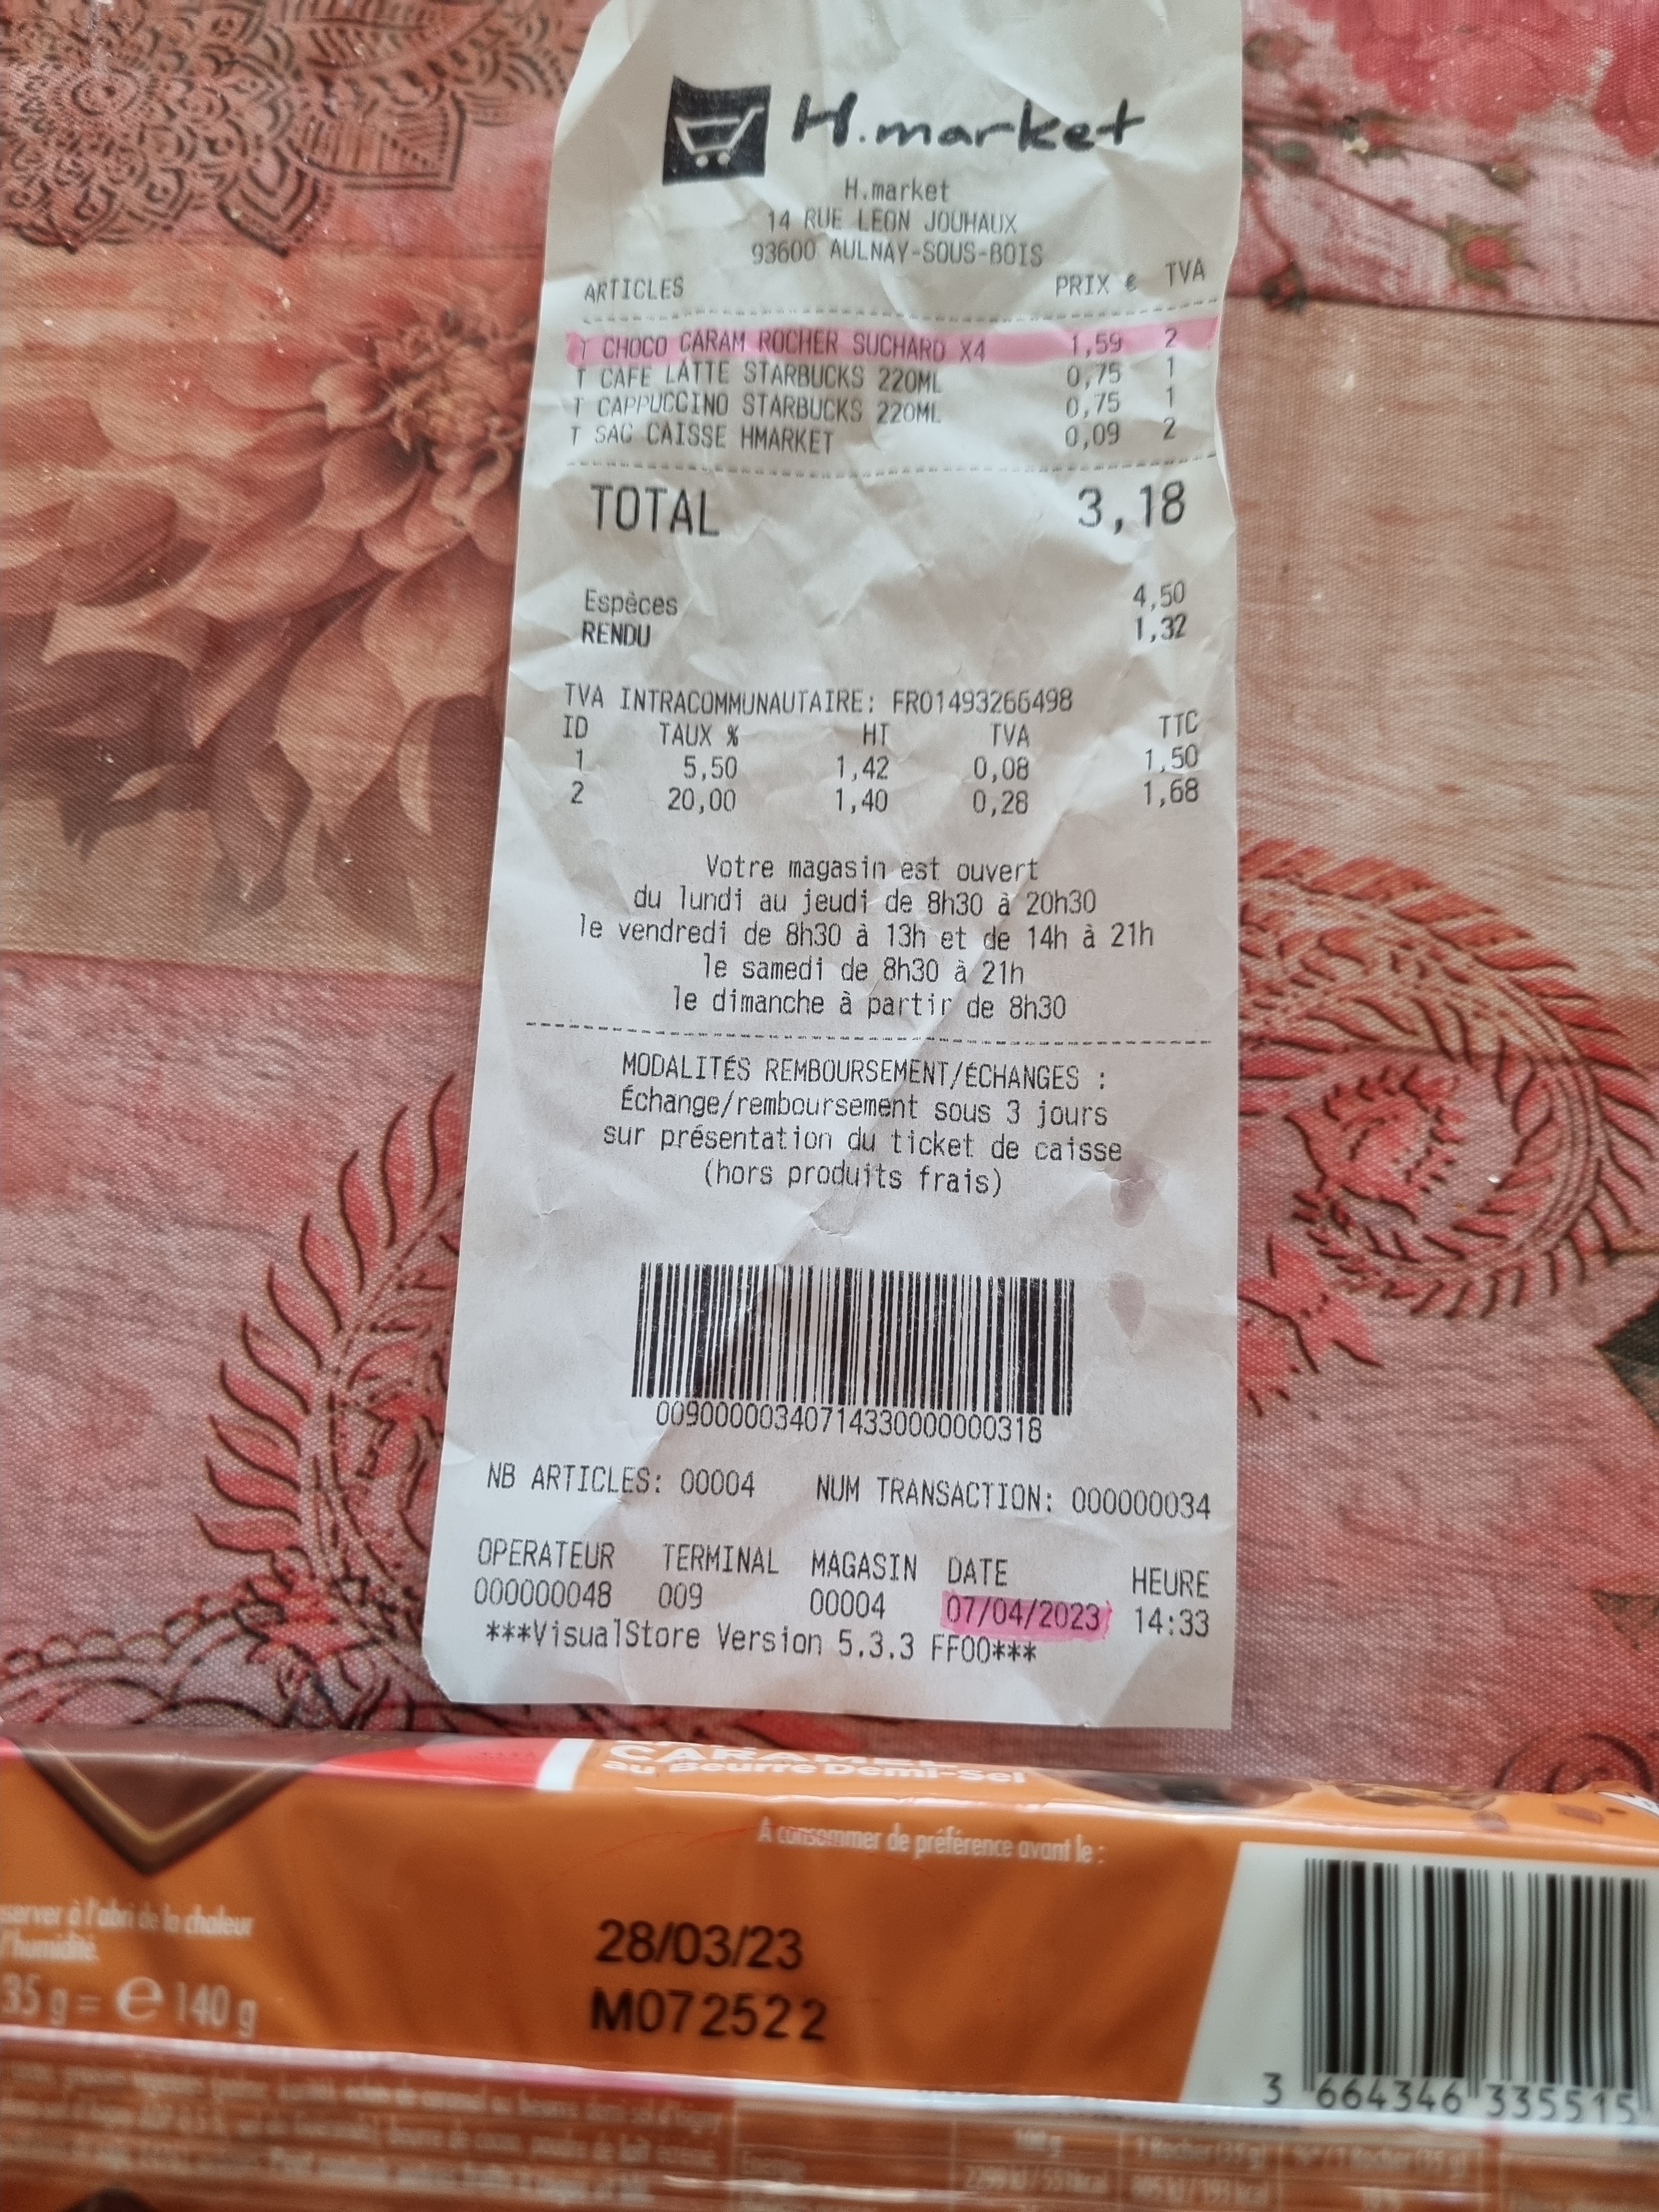 H.market
H.market
14 RUE LEON JOUHAUX
93600 AULNAY-SOUS-BOIS
ARTICLES PRIX € TVA
T CHOCO CARAM ROCHER SUCHARD X4 1,59 2
T CAFE LATTE STARBUCKS 220ML 0,75 1
T CAPPUCCINO STARBUCKS 220ML 0,75 1
T SAC CAISSE HMARKET 0,09 2
TOTAL 3,18
Espèces 4,50
RENDU 1,32
TVA INTRACOMMUNAUTAIRE: FR01493266498
ID TAUX % HT TVA TTC
1 5,50 1,42 0,08 1,50
2 20,00 1,40 0,28 1,68
Votre magasin est ouvert
du lundi au jeudi de 8h30 à 20h30
le vendredi de 8h30 à 13h et de 14h à 21h
le samedi de 8h30 à 21h
le dimanche à partir de 8h30
MODALITÉS REMBOURSEMENT/ÉCHANGES :
Échange/remboursement sous 3 jours
sur présentation du ticket de caisse
(hors produits frais)
00900000340714330000000318
NB ARTICLES: 00004 NUM TRANSACTION: 000000034
OPERATEUR TERMINAL MAGASIN DATE HEURE
000000048 009 00004 07/04/2023 14:33
***VisualStore Version 5.3.3 FF00***
CARAMEL
au Beurre Demi-Sel
A consommer de préférence avant le :
28/03/23
M072522
à l'abri de la chaleur
l'humidité.
35 g = e 140 g
3 664346 335515